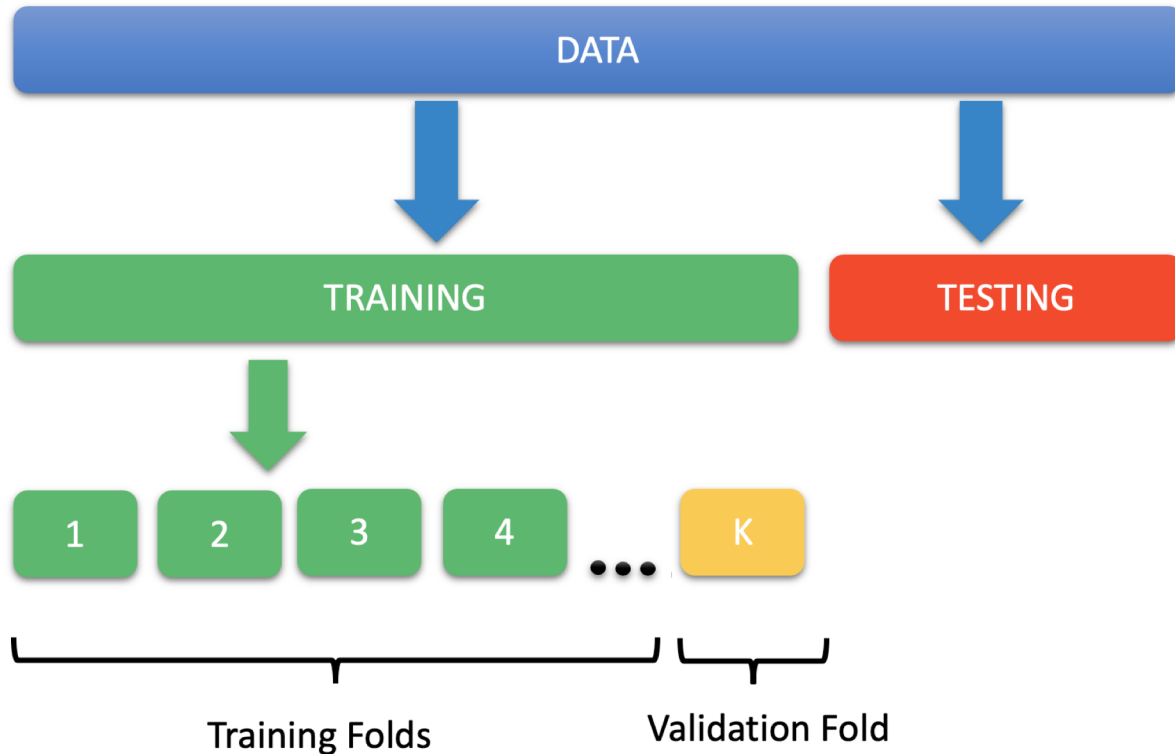 DATA
TRAINING TESTING
1 2 3 4 ... K
Training Folds Validation Fold